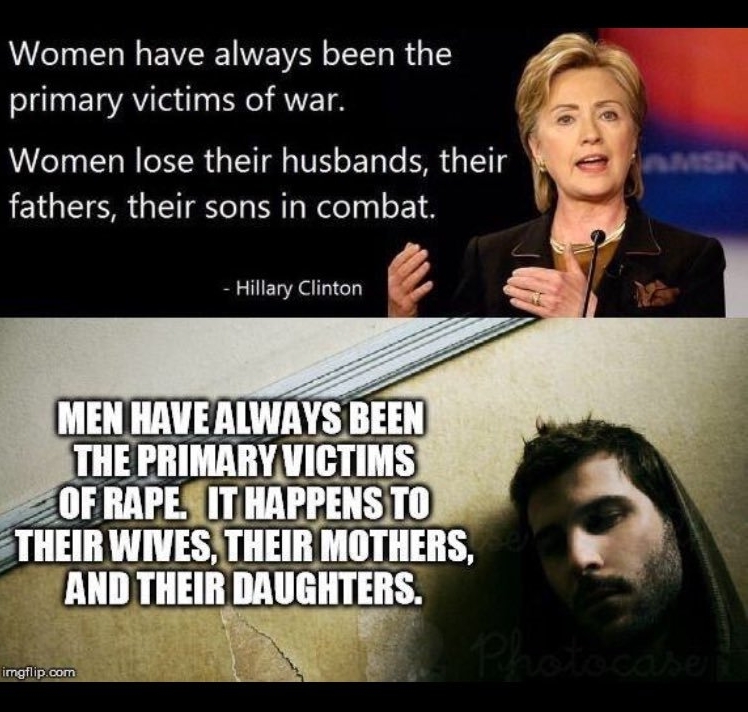 Women have always been the
primary victims of war.
Women lose their husbands, their
fathers, their sons in combat.
- Hillary Clinton
MEN HAVE ALWAYS BEEN
THE PRIMARY VICTIMS
OF RAPE. IT HAPPENS TO
THEIR WIVES, THEIR MOTHERS,
AND THEIR DAUGHTERS.
Photocase
imgflip.com